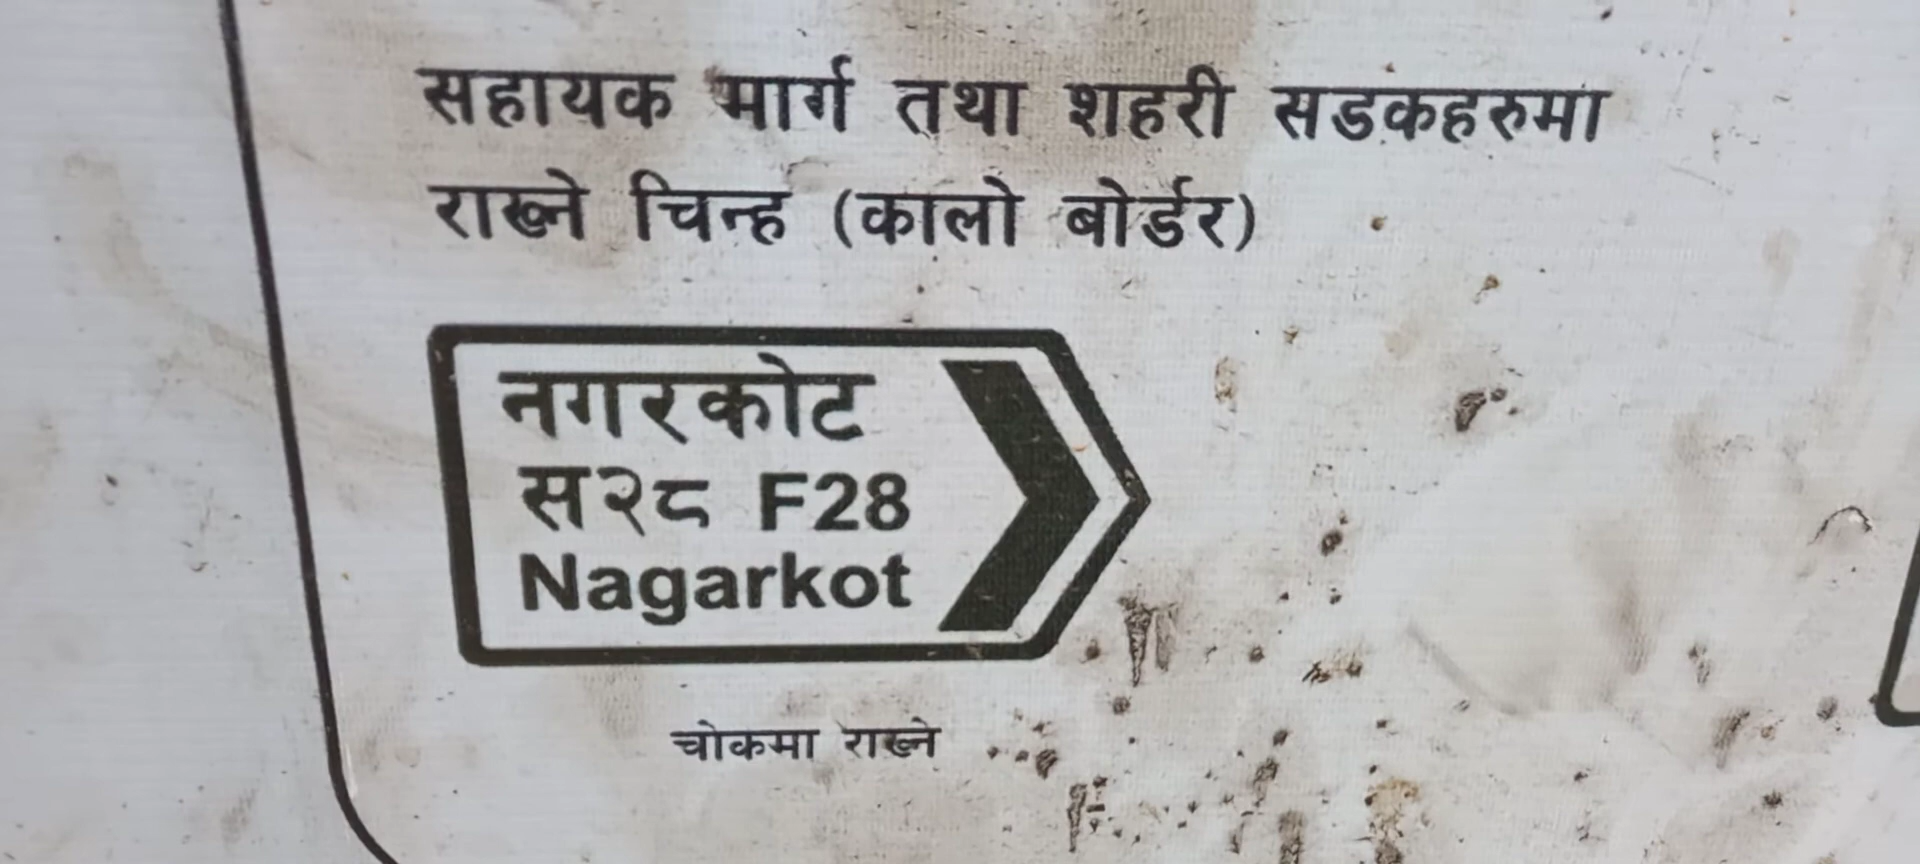 सहायक मार्ग तथा शहरी सडकहरुमा
राख्ने चिन्ह (कालो बोर्डर)
नगरकोट
स२८ F28
Nagarkot
चोकमा राख्ने